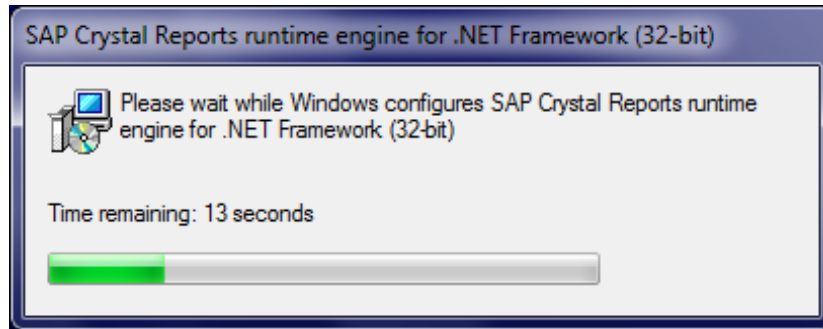 SAP Crystal Reports runtime engine for .NET Framework (32-bit)
Please wait while Windows configures SAP Crystal Reports runtime
engine for .NET Framework (32-bit)
Time remaining: 13 seconds